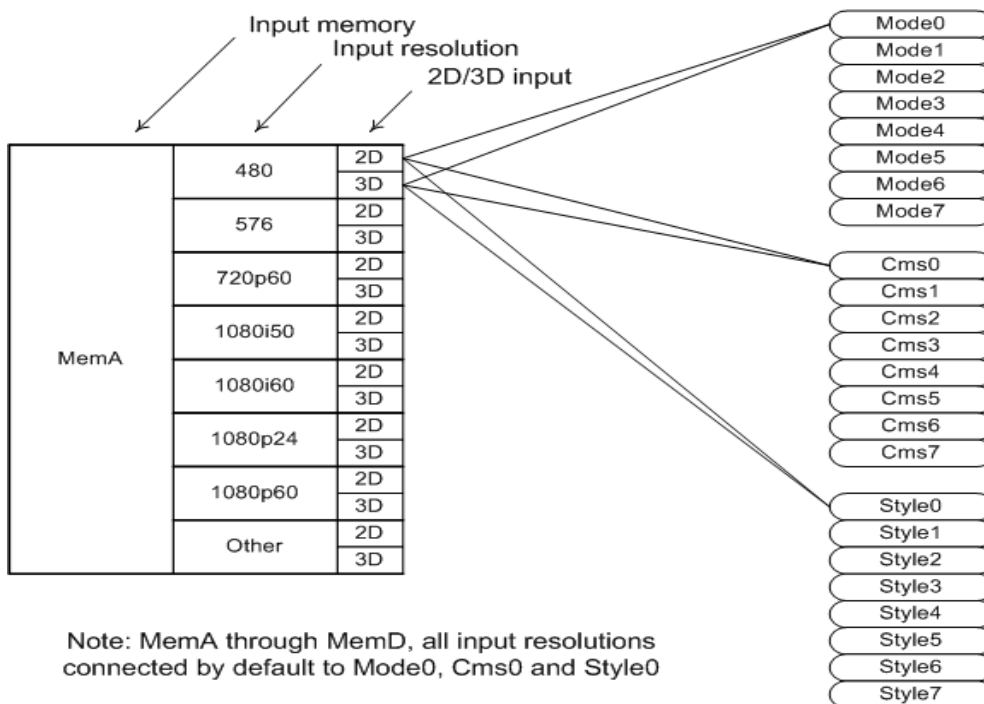 Input memory
Input resolution
2D/3D input
MemA
480
2D
3D
576
2D
3D
720p60
2D
3D
1080i50
2D
3D
1080i60
2D
3D
1080p24
2D
3D
1080p60
2D
3D
Other
2D
3D
Mode0
Mode1
Mode2
Mode3
Mode4
Mode5
Mode6
Mode7
Cms0
Cms1
Cms2
Cms3
Cms4
Cms5
Cms6
Cms7
Style0
Style1
Style2
Style3
Style4
Style5
Style6
Style7
Note: MemA through MemD, all input resolutions
connected by default to Mode0, Cms0 and Style0